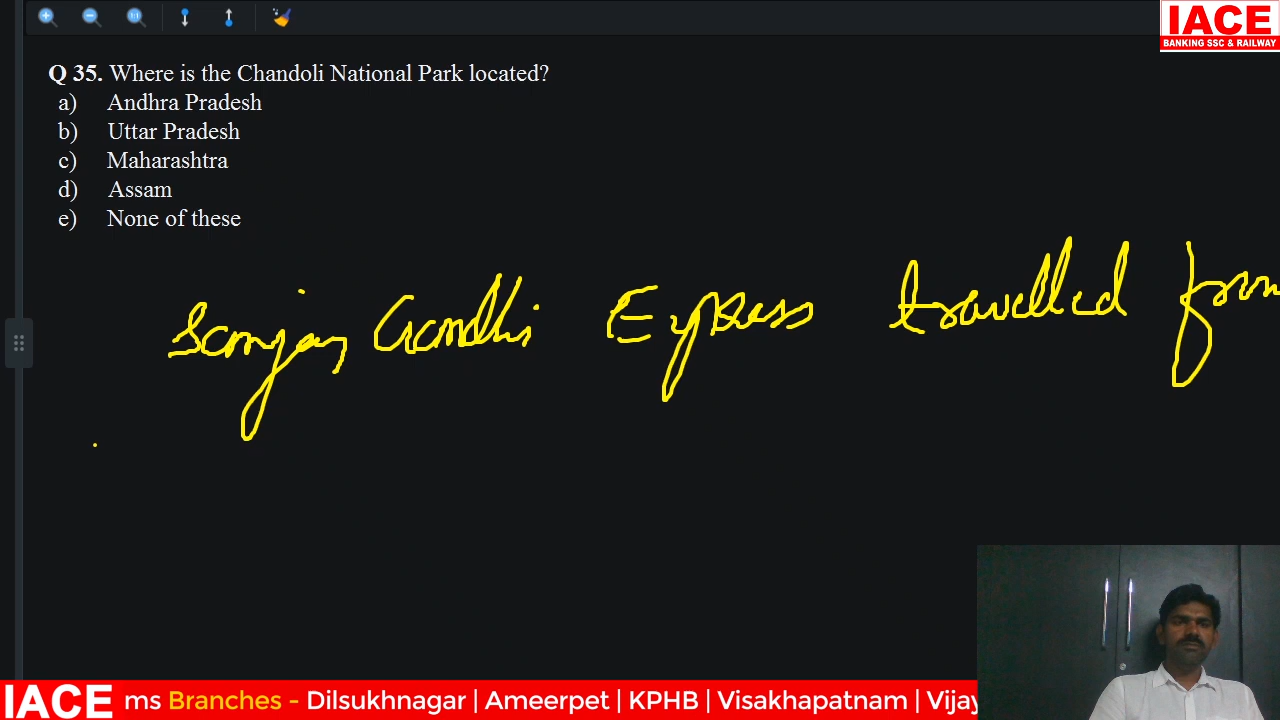 IACE
BANKING SSC & RAILWAY
Q 35. Where is the Chandoli National Park located?
a) Andhra Pradesh
b) Uttar Pradesh
c) Maharashtra
d) Assam
e) None of these
Sanjay Gandhi Express travelled from
IACE ms Branches - Dilsukhnagar | Ameerpet | KPHB | Visakhapatnam | Vijay